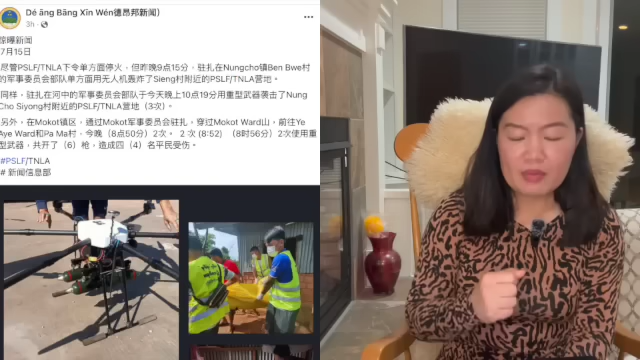 Dé āng Bāng Xīn Wén德昂邦新闻)
3h
惊曝新闻
7月15日
尽管PSLF/TNLA下令单方面停火，但昨晚9点15分，驻扎在Nungcho镇Ben Bwe村
的军事委员会部队单方面用无人机轰炸了Sieng村附近的PSLF/TNLA营地。
同样，驻扎在河中的军事委员会部队于今天晚上10点19分用重型武器袭击了Nung
Cho Siyong村附近的PSLF/TNLA营地（3次）。
另外，在Mokot镇区，通过Mokot军事委员会驻扎，穿过Mokot Ward山，前往Ye
Aye Ward和Pa Ma村，今晚（8点50分）2次。 2 次 (8:52) （8时56分）2次使用重
型武器，共开了（6）枪，造成四（4）名平民受伤。
#PSLF/TNLA
# 新闻信息部